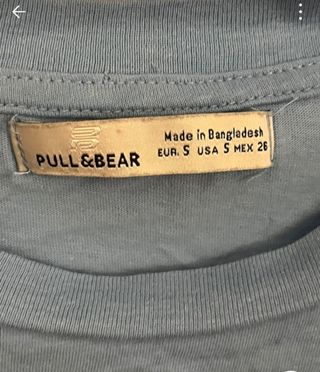 PULL&BEAR
Made in Bangladesh
EUR. S USA S MEX 26